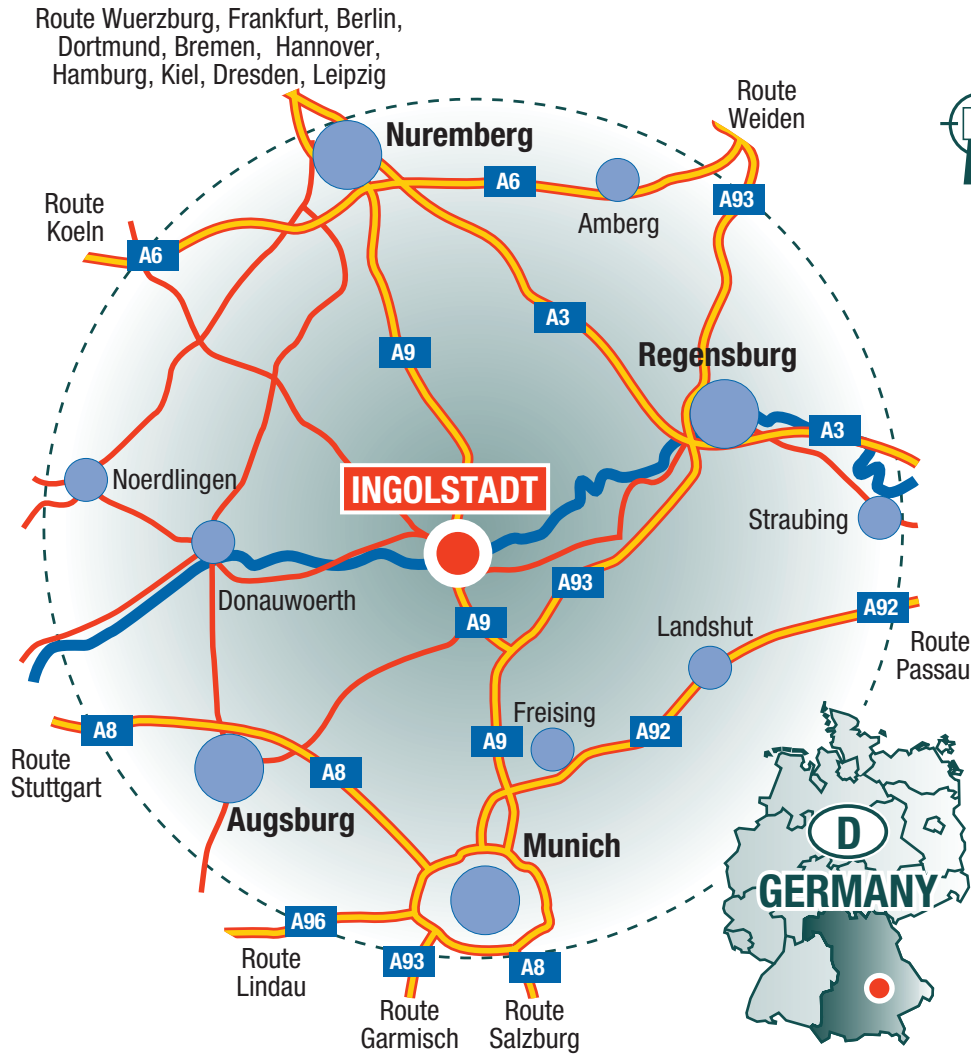 Route Wuerzburg, Frankfurt, Berlin,
Dortmund, Bremen, Hannover,
Hamburg, Kiel, Dresden, Leipzig
Route
Weiden
Nuremberg
A6
A93
Amberg
Route
Koeln
A6
A3
A9
Regensburg
A3
Noerdlingen
INGOLSTADT
Straubing
Donauwoerth
A93
A92
A9
Landshut
Route
Passau
A8
Freising
A92
A9
Route
Stuttgart
A8
Augsburg
Munich
D
GERMANY
A96
Route
Lindau
A93
A8
Route
Garmisch
Route
Salzburg